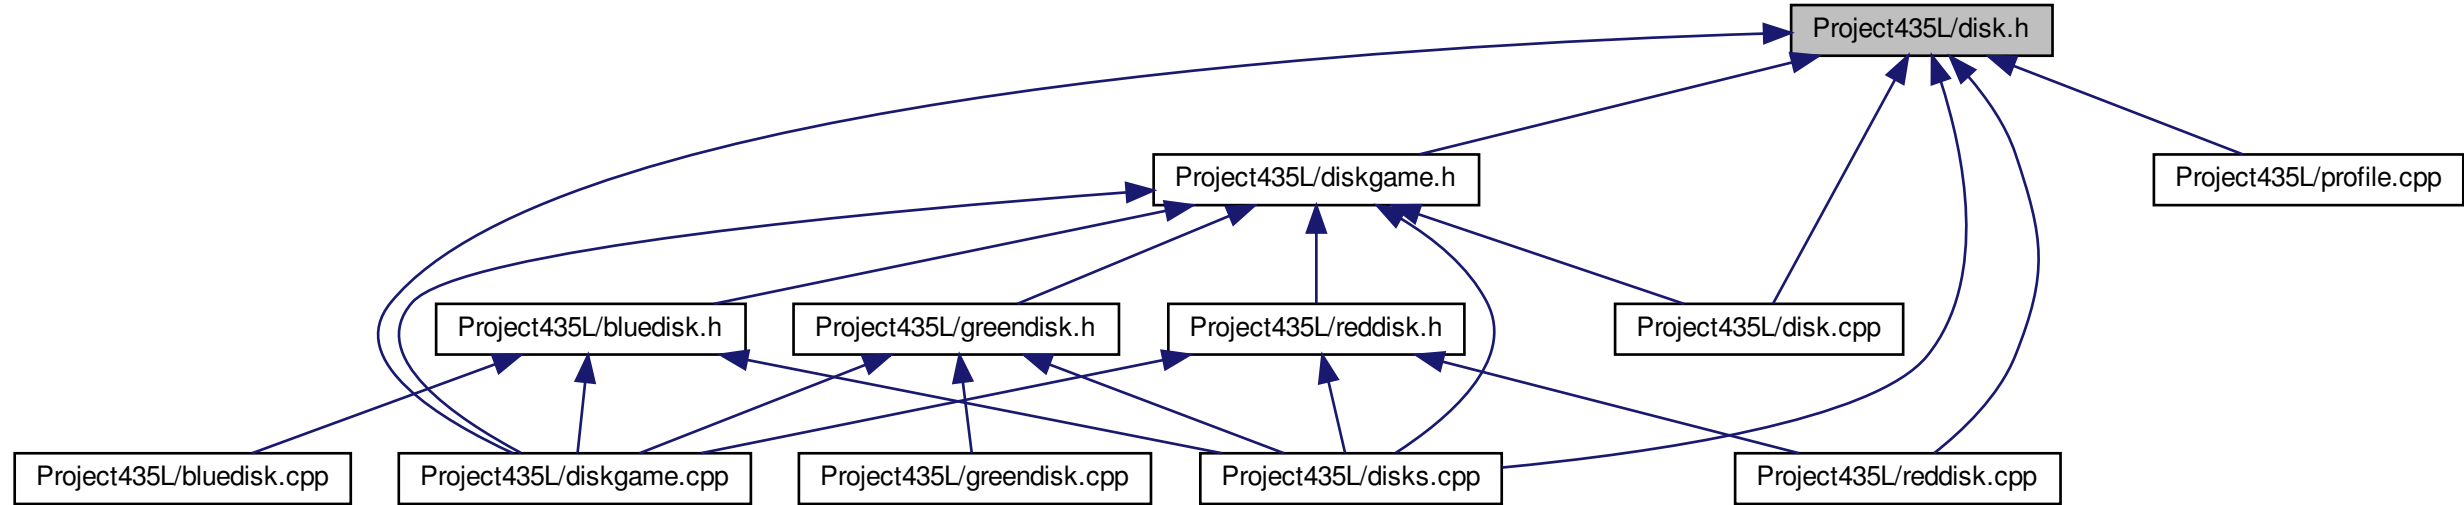 Project435L/disk.h
Project435L/diskgame.h
Project435L/profile.cpp
Project435L/bluedisk.h
Project435L/greendisk.h
Project435L/reddisk.h
Project435L/disk.cpp
Project435L/bluedisk.cpp
Project435L/diskgame.cpp
Project435L/greendisk.cpp
Project435L/disks.cpp
Project435L/reddisk.cpp